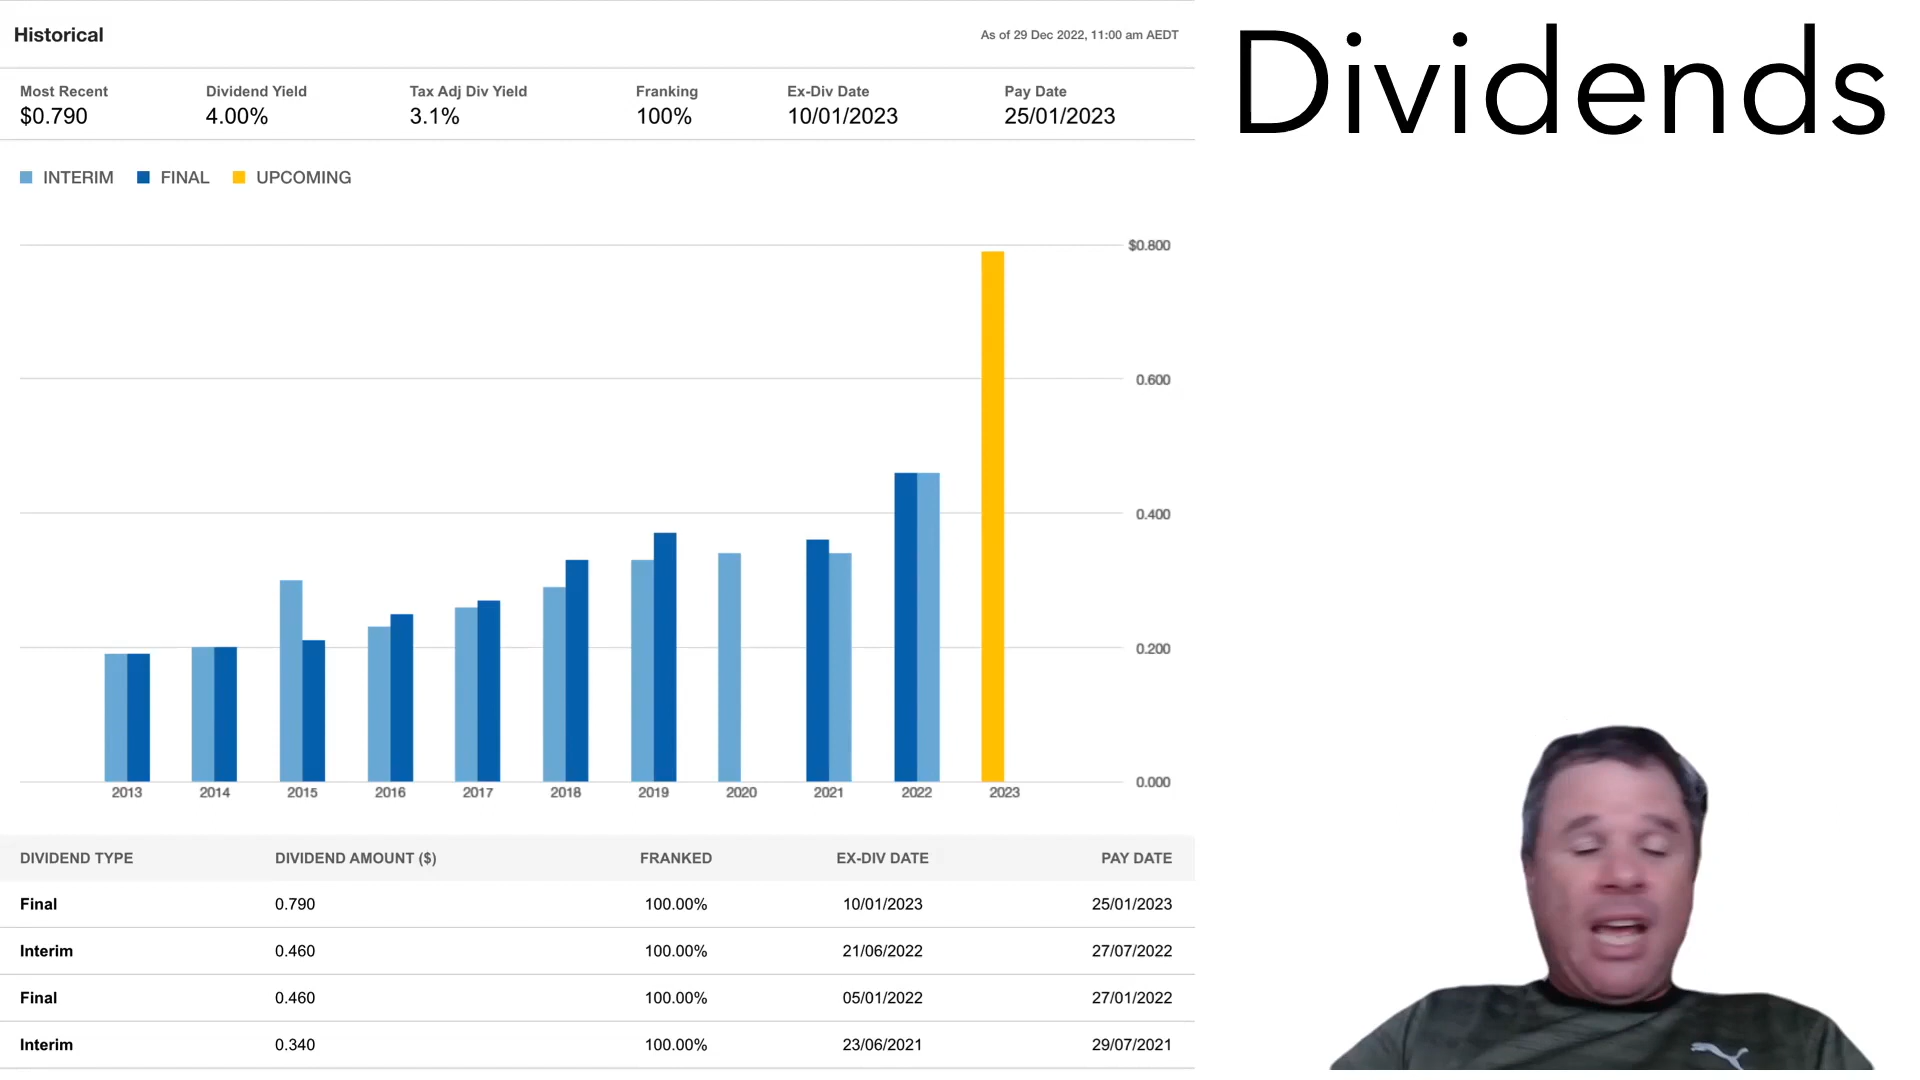 Historical
As of 29 Dec 2022, 11:00 am AEDT
Dividends
Most Recent Dividend Yield Tax Adj Div Yield Franking Ex-Div Date Pay Date
$0.790 4.00% 3.1% 100% 10/01/2023 25/01/2023
INTERIM FINAL UPCOMING
$0.800
0.600
0.400
0.200
0.000
2013 2014 2015 2016 2017 2018 2019 2020 2021 2022 2023
DIVIDEND TYPE DIVIDEND AMOUNT ($) FRANKED EX-DIV DATE PAY DATE
Final 0.790 100.00% 10/01/2023 25/01/2023
Interim 0.460 100.00% 21/06/2022 27/07/2022
Final 0.460 100.00% 05/01/2022 27/01/2022
Interim 0.340 100.00% 23/06/2021 29/07/2021